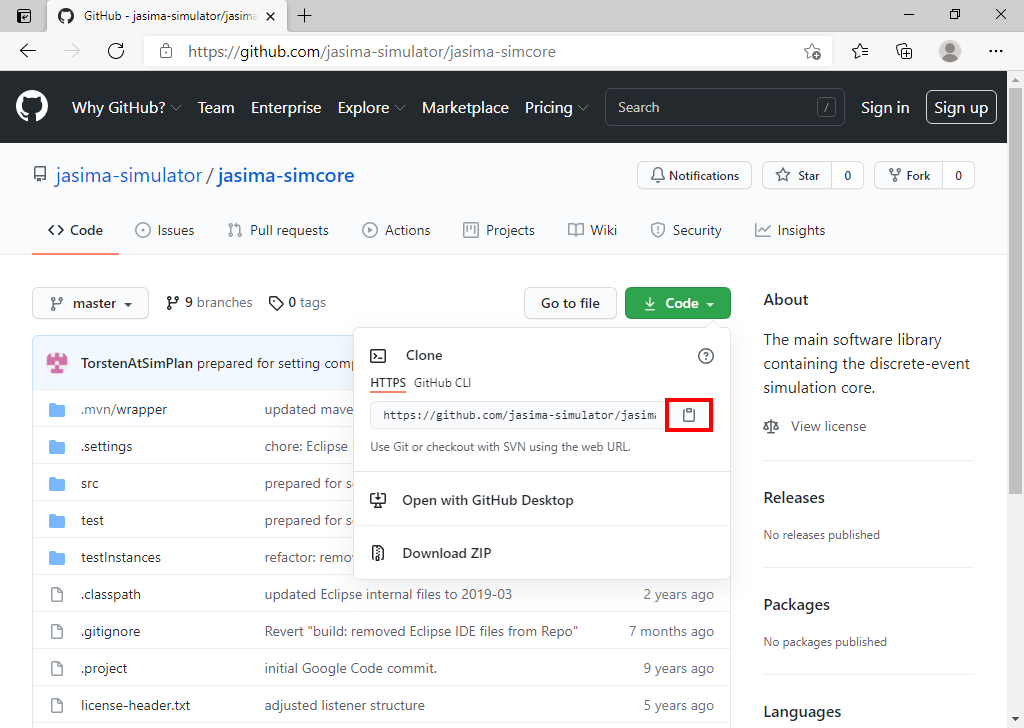 GitHub - jasima-simulator/jasima
https://github.com/jasima-simulator/jasima-simcore
Why GitHub? Team Enterprise Explore Marketplace Pricing Search / Sign in Sign up
jasima-simulator / jasima-simcore
Notifications Star 0 Fork 0
Code Issues Pull requests Actions Projects Wiki Security Insights
master 9 branches 0 tags Go to file Code
About
The main software library
containing the discrete-event
simulation core.
View license
Releases
No releases published
Packages
No packages published
Languages
TorstenAtSimPlan prepared for setting comp
Clone
HTTPS GitHub CLI
https://github.com/jasima-simulator/jasima
Use Git or checkout with SVN using the web URL.
Open with GitHub Desktop
Download ZIP
.mvn/wrapper updated mave
.settings chore: Eclipse
src prepared for se
test prepared for se
testInstances refactor: remov
.classpath updated Eclipse internal files to 2019-03 2 years ago
.gitignore Revert "build: removed Eclipse IDE files from Repo" 7 months ago
.project initial Google Code commit. 9 years ago
license-header.txt adjusted listener structure 5 years ago